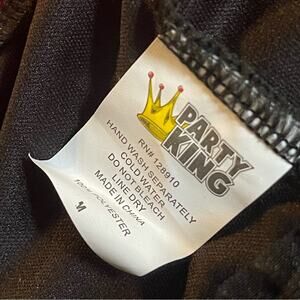 PARTY
KING
RN# 128910
HAND WASH SEPARATELY
COLD WATER
DO NOT BLEACH
LINE DRY
MADE IN CHINA
100% POLYESTER
M